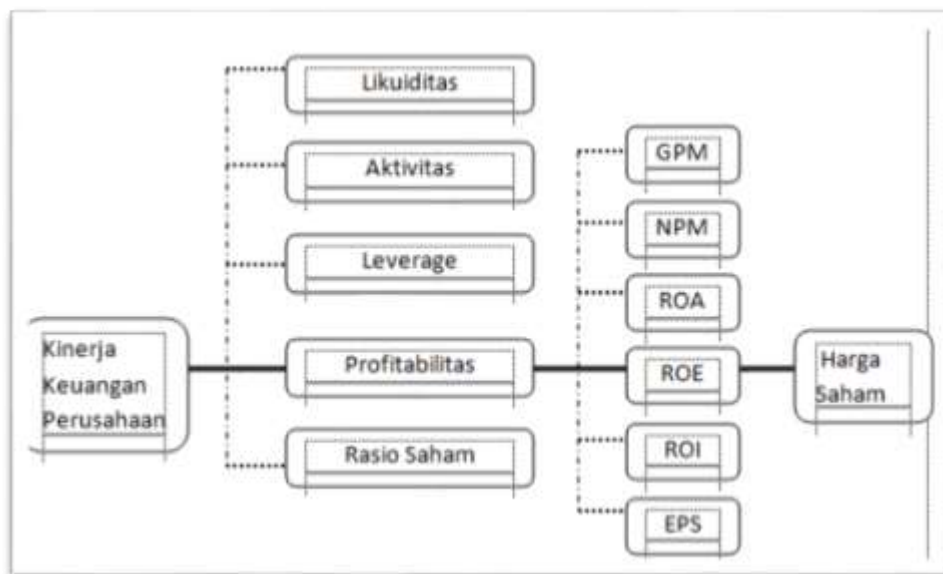 Likuiditas
Aktivitas
Leverage
Profitabilitas
Rasio Saham
Kinerja
Keuangan
Perusahaan
GPM
NPM
ROA
ROE
ROI
EPS
Harga
Saham